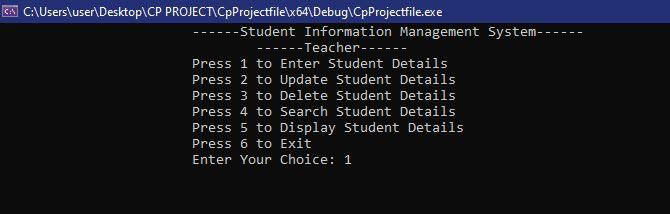 C:\Users\user\Desktop\CP PROJECT\CpProjectfile\x64\Debug\CpProjectfile.exe
------Student Information Management System------
------Teacher------
Press 1 to Enter Student Details
Press 2 to Update Student Details
Press 3 to Delete Student Details
Press 4 to Search Student Details
Press 5 to Display Student Details
Press 6 to Exit
Enter Your Choice: 1